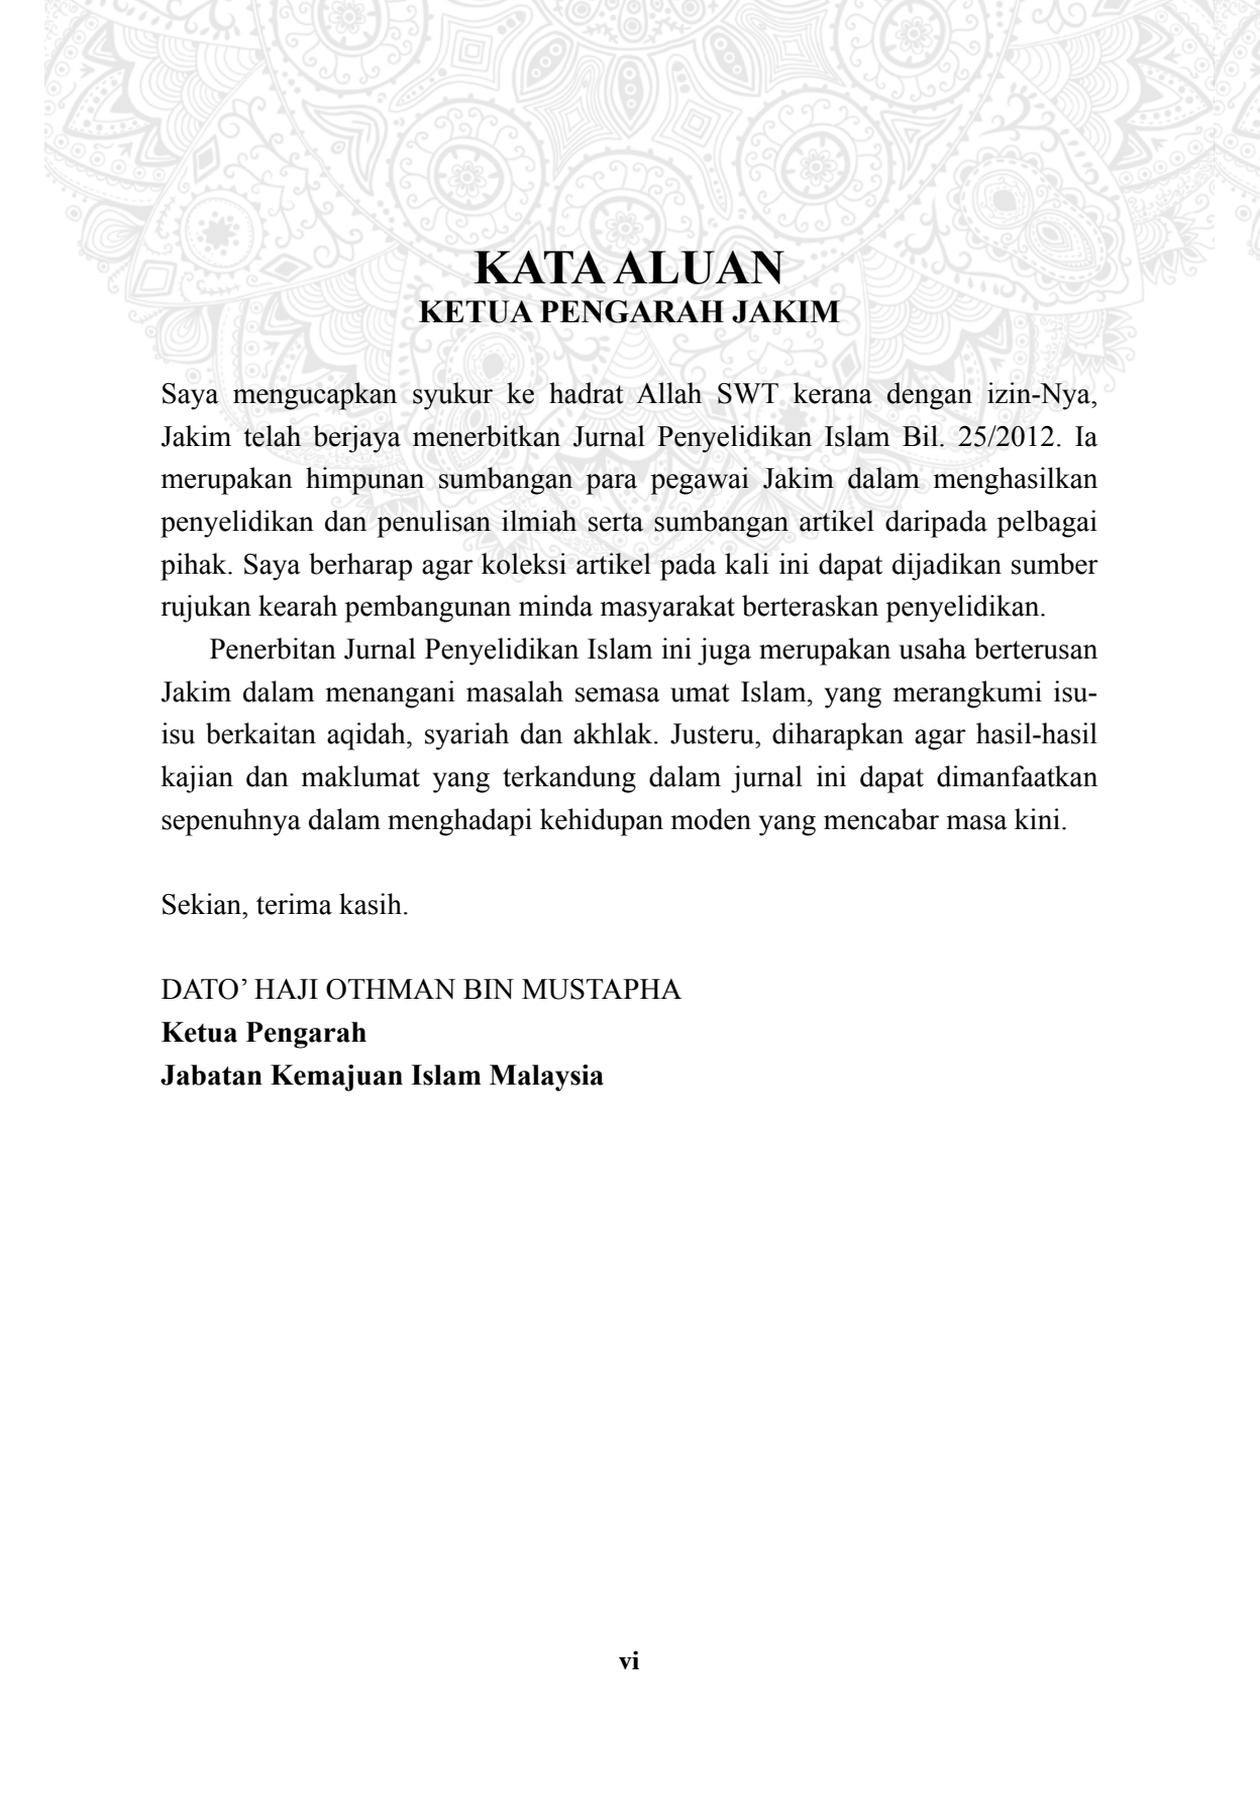 KATA ALUAN
KETUA PENGARAH JAKIM
Saya mengucapkan syukur ke hadrat Allah SWT kerana dengan izin-Nya,
Jakim telah berjaya menerbitkan Jurnal Penyelidikan Islam Bil. 25/2012. Ia
merupakan himpunan sumbangan para pegawai Jakim dalam menghasilkan
penyelidikan dan penulisan ilmiah serta sumbangan artikel daripada pelbagai
pihak. Saya berharap agar koleksi artikel pada kali ini dapat dijadikan sumber
rujukan kearah pembangunan minda masyarakat berteraskan penyelidikan.
Penerbitan Jurnal Penyelidikan Islam ini juga merupakan usaha berterusan
Jakim dalam menangani masalah semasa umat Islam, yang merangkumi isu-
isu berkaitan aqidah, syariah dan akhlak. Justeru, diharapkan agar hasil-hasil
kajian dan maklumat yang terkandung dalam jurnal ini dapat dimanfaatkan
sepenuhnya dalam menghadapi kehidupan moden yang mencabar masa kini.
Sekian, terima kasih.
DATO’ HAJI OTHMAN BIN MUSTAPHA
Ketua Pengarah
Jabatan Kemajuan Islam Malaysia
vi